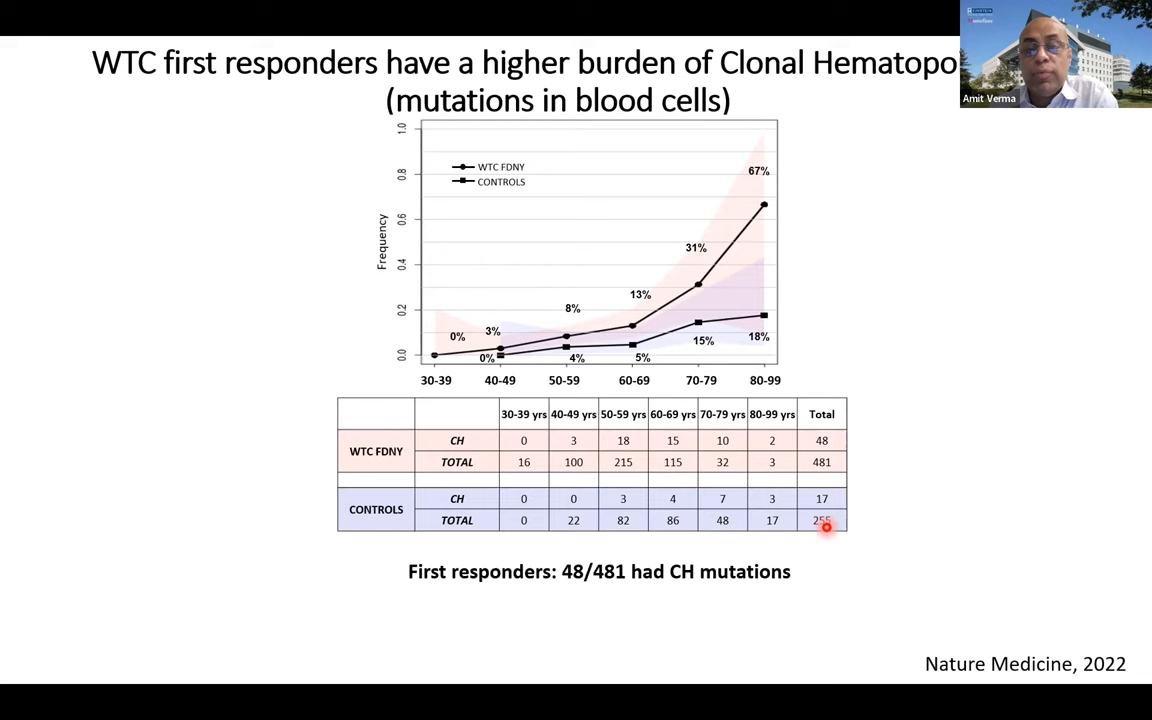 WTC first responders have a higher burden of Clonal Hematopo
(mutations in blood cells)
EINSTEIN
Montefiore
Amit Verma
1.0
0.8
0.6
0.4
0.2
0.0
Frequency
WTC FDNY
CONTROLS
67%
31%
13%
8%
3%
0%
0%
4%
5%
15%
18%
30-39 40-49 50-59 60-69 70-79 80-99
30-39 yrs 40-49 yrs 50-59 yrs 60-69 yrs 70-79 yrs 80-99 yrs Total
WTC FDNY
CH 0 3 18 15 10 2 48
TOTAL 16 100 215 115 32 3 481
CONTROLS
CH 0 0 3 4 7 3 17
TOTAL 0 22 82 86 48 17 255
First responders: 48/481 had CH mutations
Nature Medicine, 2022